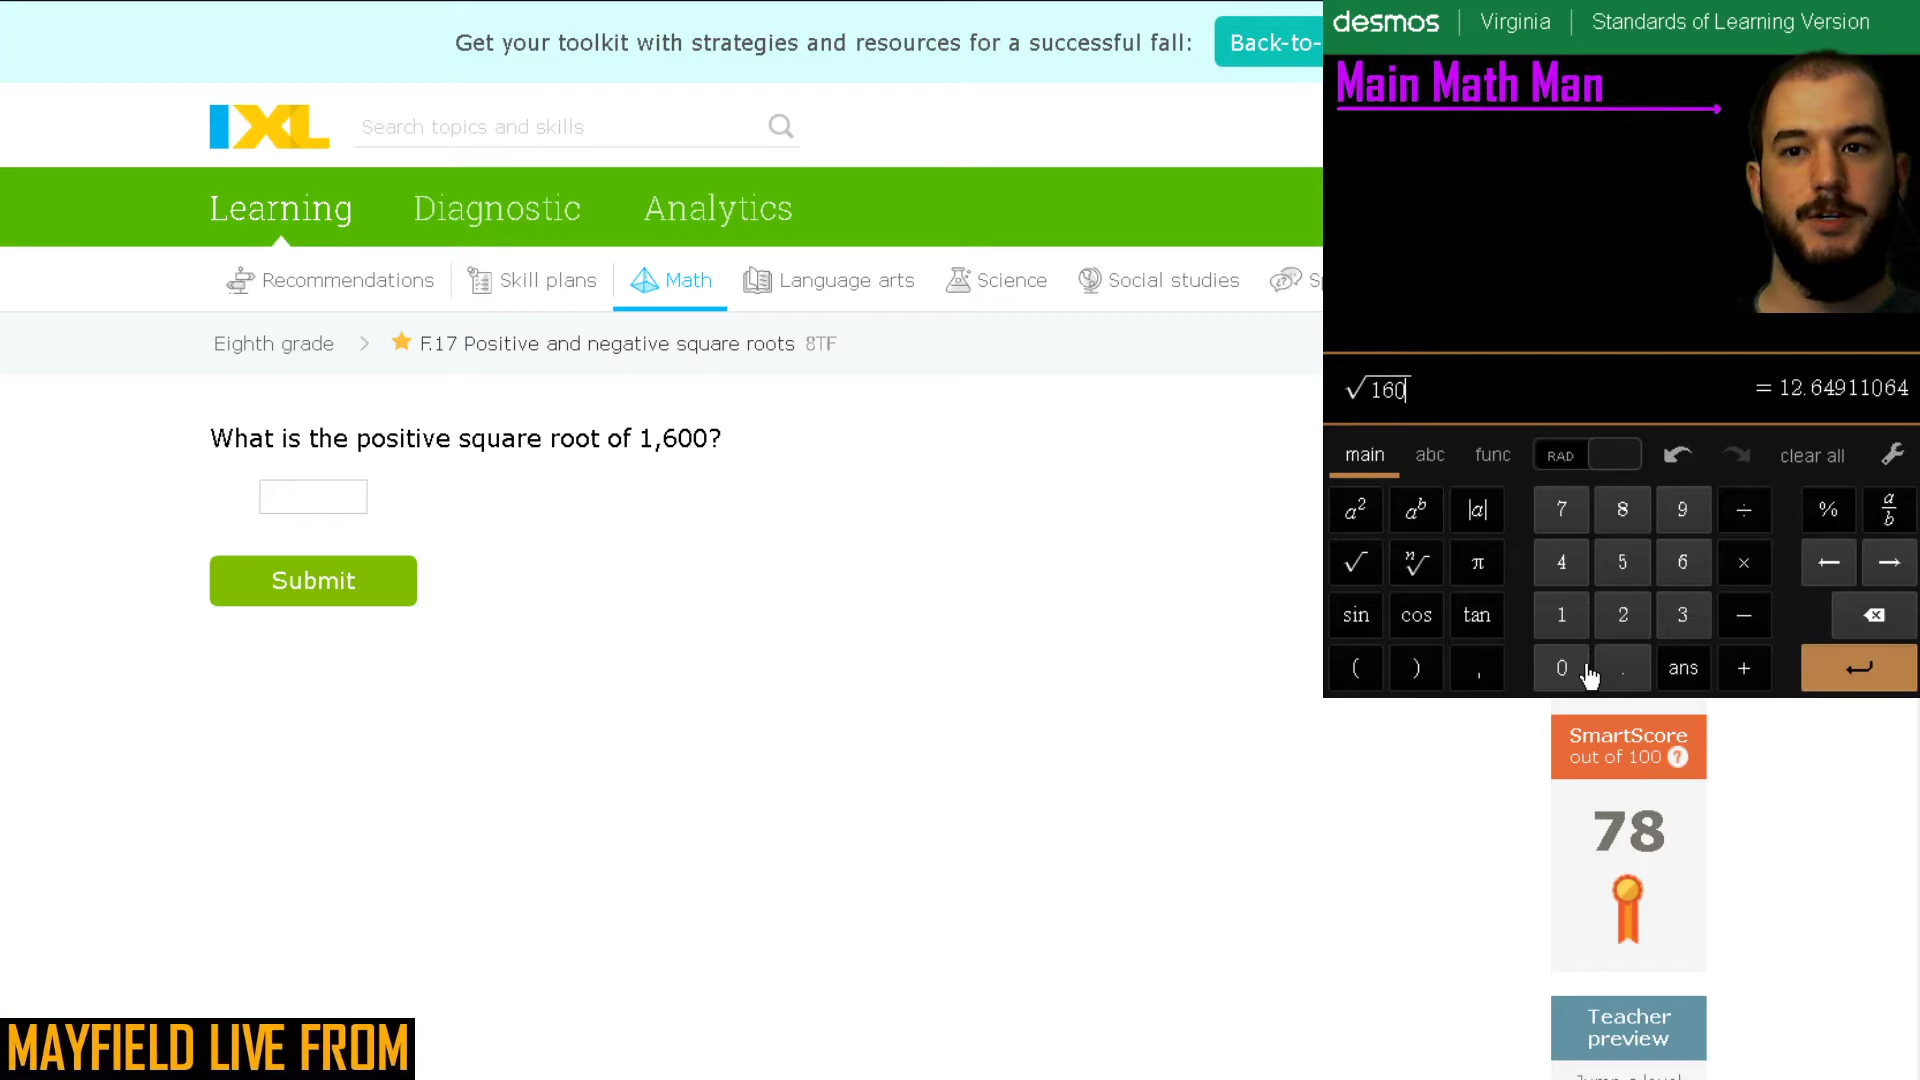 Get your toolkit with strategies and resources for a successful fall:
Back-to-
IXL
Search topics and skills
Learning
Diagnostic
Analytics
Recommendations
Skill plans
Math
Language arts
Science
Social studies
Eighth grade
F.17 Positive and negative square roots 8TF
What is the positive square root of 1,600?
Submit
desmos
Virginia
Standards of Learning Version
Main Math Man
√160
= 12.64911064
main abc func RAD clear all
a² aᵇ |a| 7 8 9 ÷ % a/b
√ ⁿ√ π 4 5 6 × ← →
sin cos tan 1 2 3 −
( ) , 0 . ans +
SmartScore
out of 100 ?
78
Teacher
preview
MAYFIELD LIVE FROM